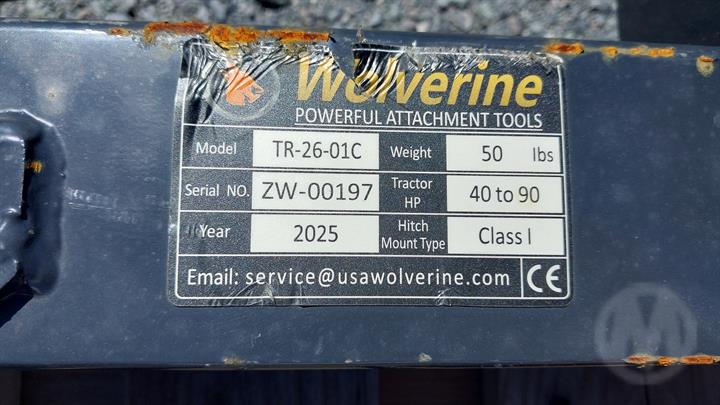 Wolverine
POWERFUL ATTACHMENT TOOLS
Model TR-26-01C Weight 50 lbs
Serial NO. ZW-00197 Tractor HP 40 to 90
Year 2025 Hitch Mount Type Class I
Email: service@usawolverine.com CE
M